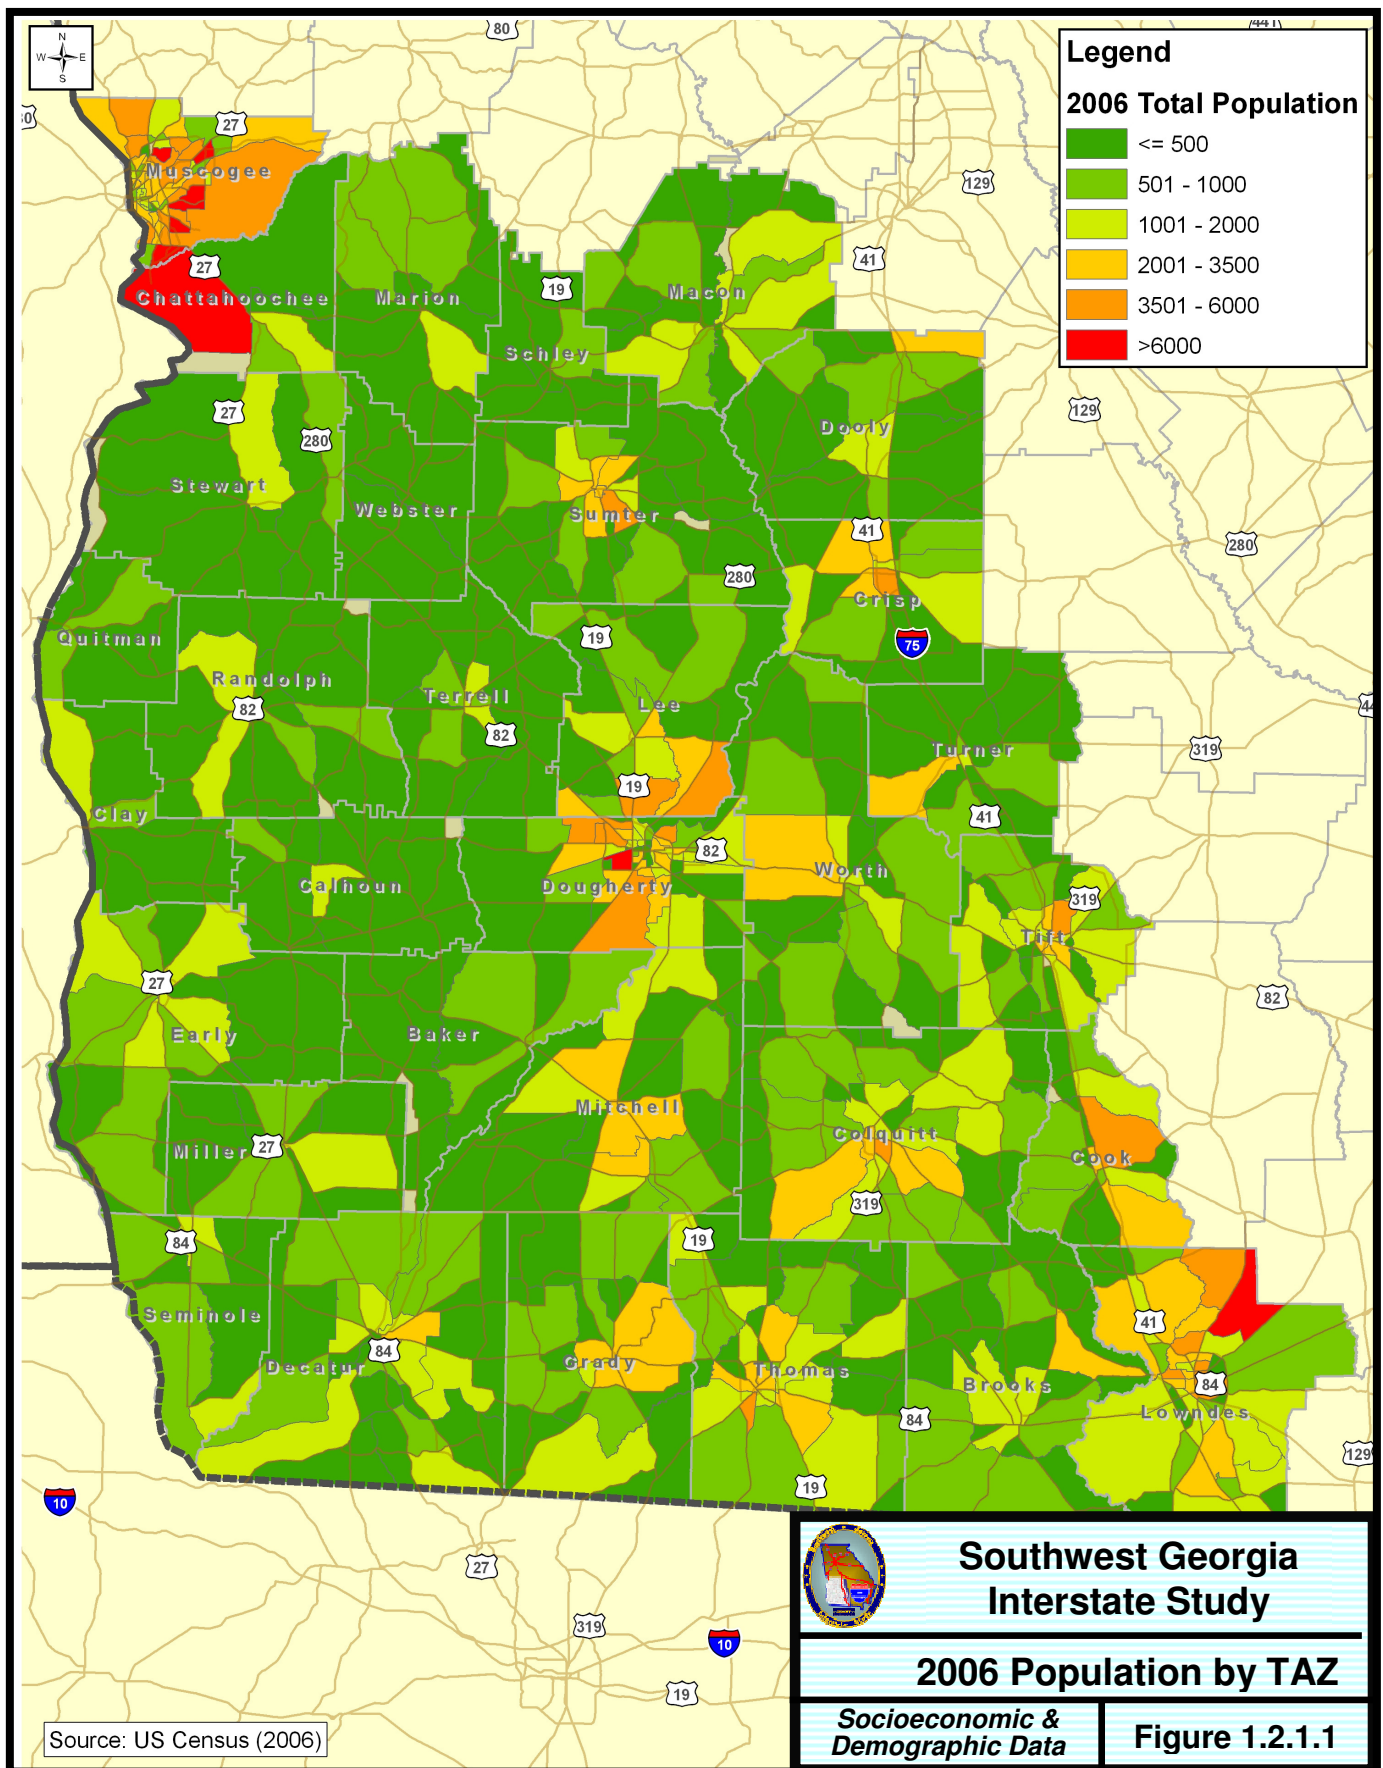 N
W E
S
80
441
Legend
2006 Total Population
<= 500
501 - 1000
1001 - 2000
2001 - 3500
3501 - 6000
>6000
27
Muscogee
129
41
27
Chattahoochee
Marion
19
Macon
Schley
27
280
129
Dooly
Stewart
Webster
Sumter
41
280
280
Crisp
Quitman
19
75
Randolph
82
Terrell
82
Lee
44
Turner
319
19
Clay
41
82
Calhoun
Dougherty
Worth
319
Tift
27
82
Early
Baker
Mitchell
Miller
27
Colquitt
Cook
319
84
19
Seminole
41
84
Decatur
Grady
Thomas
Brooks
84
84
Lowndes
129
19
10
27
319
10
19
Southwest Georgia
Interstate Study
2006 Population by TAZ
Socioeconomic &
Demographic Data
Figure 1.2.1.1
Source: US Census (2006)